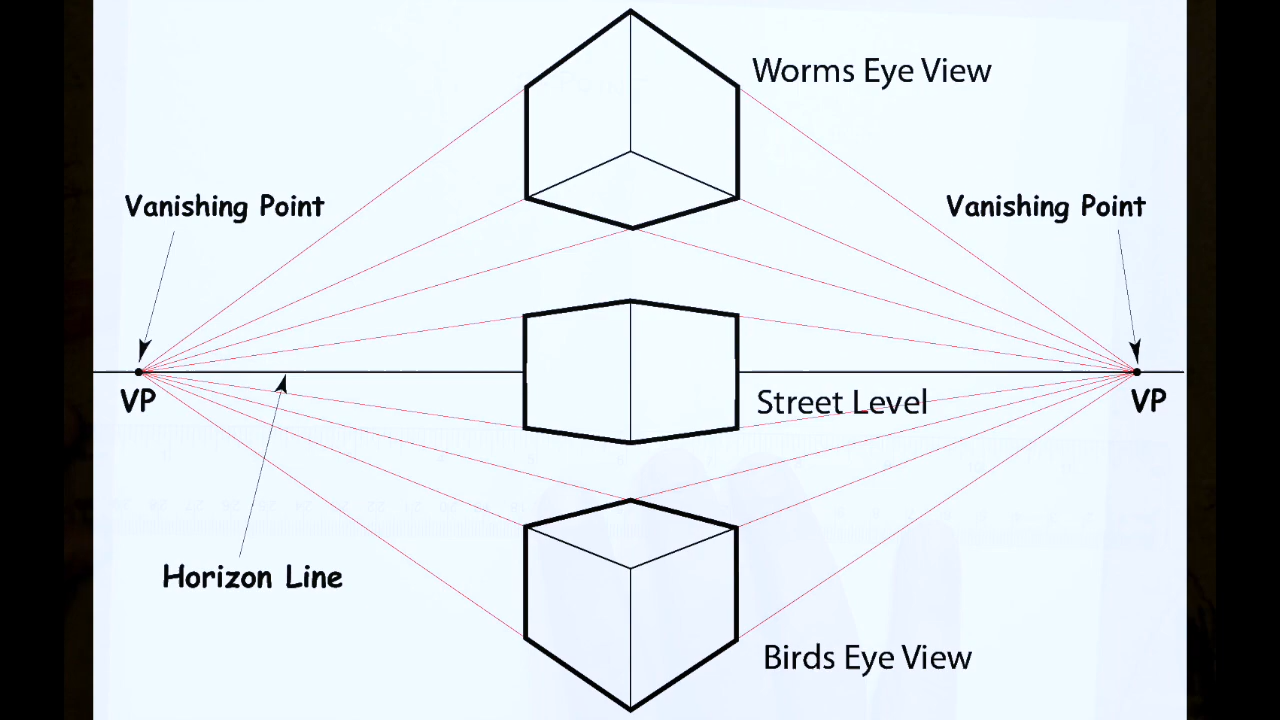 Worms Eye View
Vanishing Point
Vanishing Point
VP
Street Level
VP
Horizon Line
Birds Eye View